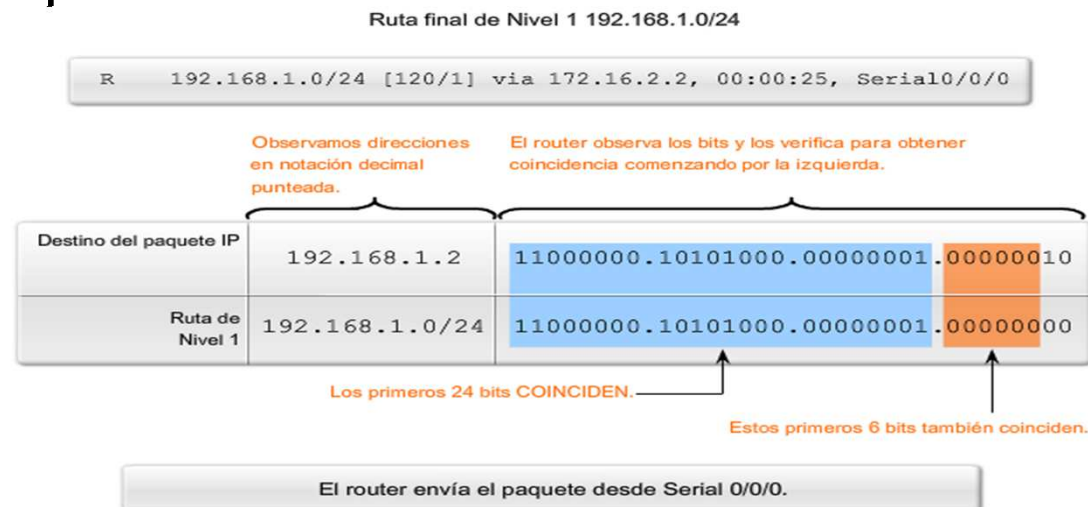 Ruta final de Nivel 1 192.168.1.0/24
R 192.168.1.0/24 [120/1] via 172.16.2.2, 00:00:25, Serial0/0/0
Observamos direcciones
en notación decimal
punteada.
El router observa los bits y los verifica para obtener
coincidencia comenzando por la izquierda.
Destino del paquete IP
192.168.1.2
11000000.10101000.00000001.00000010
Ruta de
Nivel 1
192.168.1.0/24
11000000.10101000.00000001.00000000
Los primeros 24 bits COINCIDEN.
Estos primeros 6 bits también coinciden.
El router envía el paquete desde Serial 0/0/0.